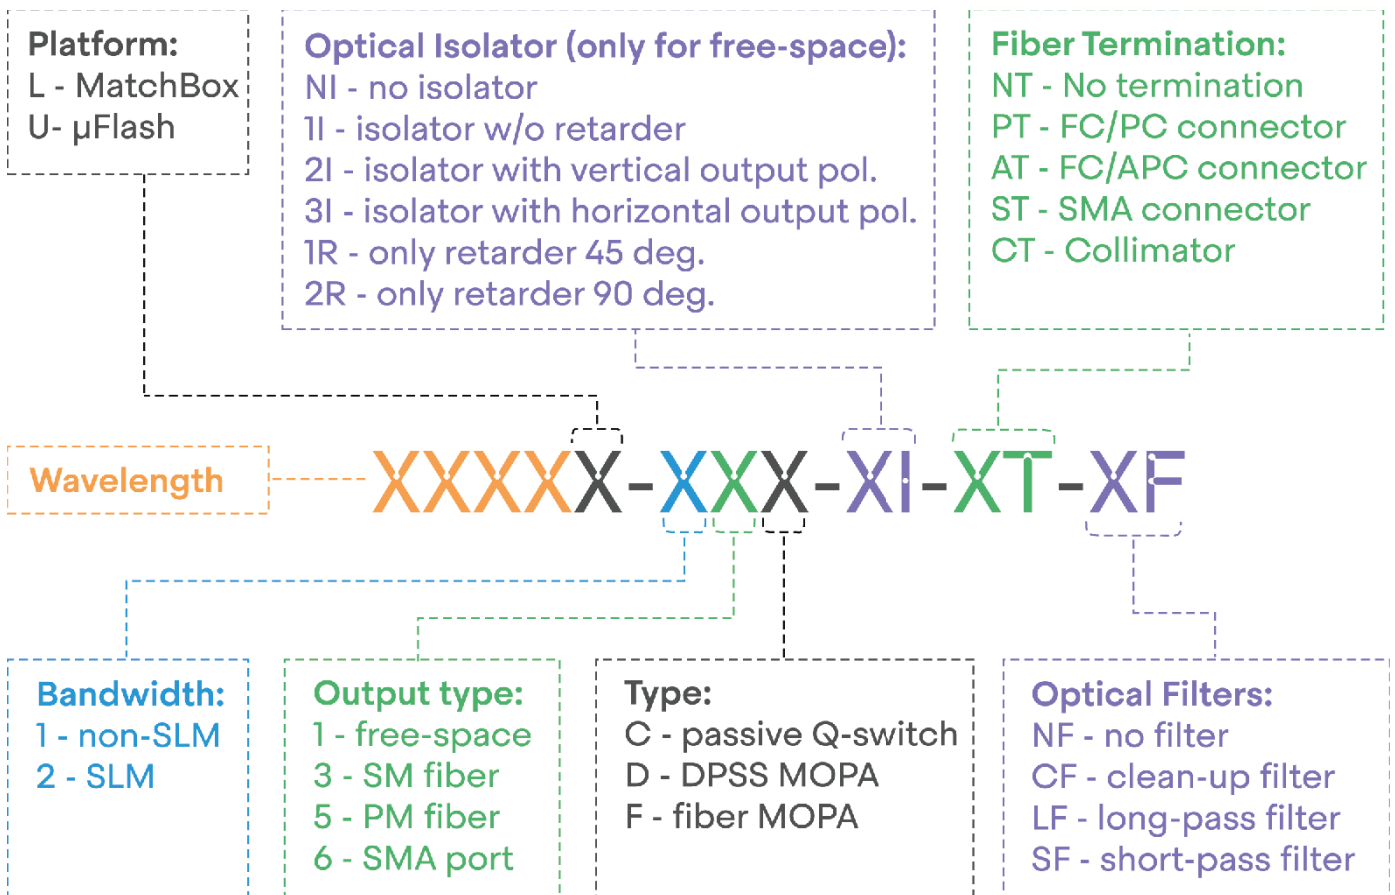 Platform:
L - MatchBox
U- µFlash
Optical Isolator (only for free-space):
NI - no isolator
1I - isolator w/o retarder
2I - isolator with vertical output pol.
3I - isolator with horizontal output pol.
1R - only retarder 45 deg.
2R - only retarder 90 deg.
Fiber Termination:
NT - No termination
PT - FC/PC connector
AT - FC/APC connector
ST - SMA connector
CT - Collimator
Wavelength
XXXXX-XXX-XI-XT-XF
Bandwidth:
1 - non-SLM
2 - SLM
Output type:
1 - free-space
3 - SM fiber
5 - PM fiber
6 - SMA port
Type:
C - passive Q-switch
D - DPSS MOPA
F - fiber MOPA
Optical Filters:
NF - no filter
CF - clean-up filter
LF - long-pass filter
SF - short-pass filter